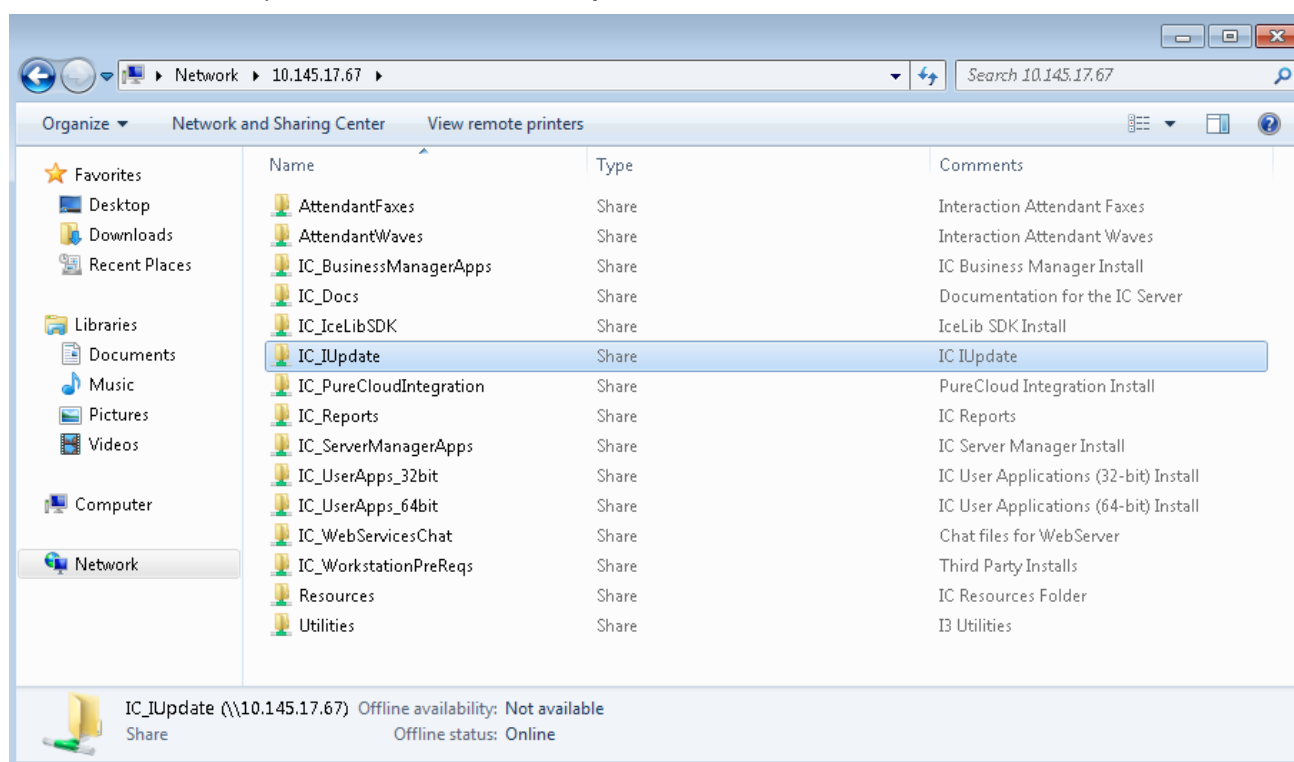 Network ▸ 10.145.17.67 ▸
Search 10.145.17.67
Organize Network and Sharing Center View remote printers
Favorites
Desktop
Downloads
Recent Places
Libraries
Documents
Music
Pictures
Videos
Computer
Network
Name Type Comments
AttendantFaxes Share Interaction Attendant Faxes
AttendantWaves Share Interaction Attendant Waves
IC_BusinessManagerApps Share IC Business Manager Install
IC_Docs Share Documentation for the IC Server
IC_IceLibSDK Share IceLib SDK Install
IC_IUpdate Share IC IUpdate
IC_PureCloudIntegration Share PureCloud Integration Install
IC_Reports Share IC Reports
IC_ServerManagerApps Share IC Server Manager Install
IC_UserApps_32bit Share IC User Applications (32-bit) Install
IC_UserApps_64bit Share IC User Applications (64-bit) Install
IC_WebServicesChat Share Chat files for WebServer
IC_WorkstationPreReqs Share Third Party Installs
Resources Share IC Resources Folder
Utilities Share I3 Utilities
IC_IUpdate (\\10.145.17.67) Offline availability: Not available
Share Offline status: Online